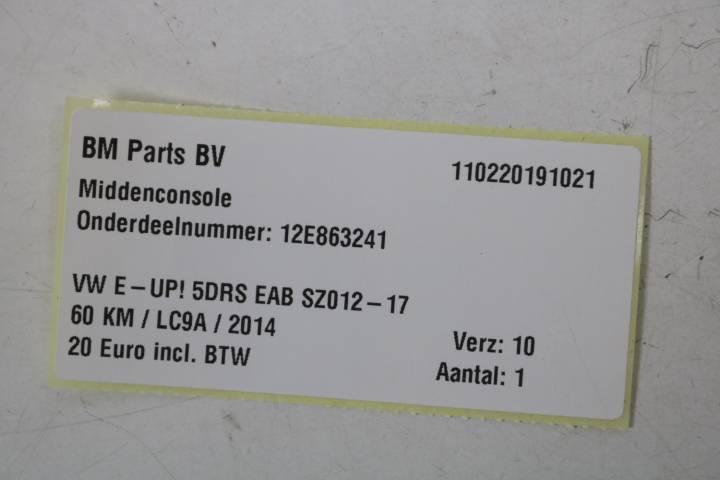 BM Parts BV
110220191021
Middenconsole
Onderdeelnummer: 12E863241
VW E-UP! 5DRS EAB SZ012-17
60 KM / LC9A / 2014
Verz: 10
20 Euro incl. BTW
Aantal: 1